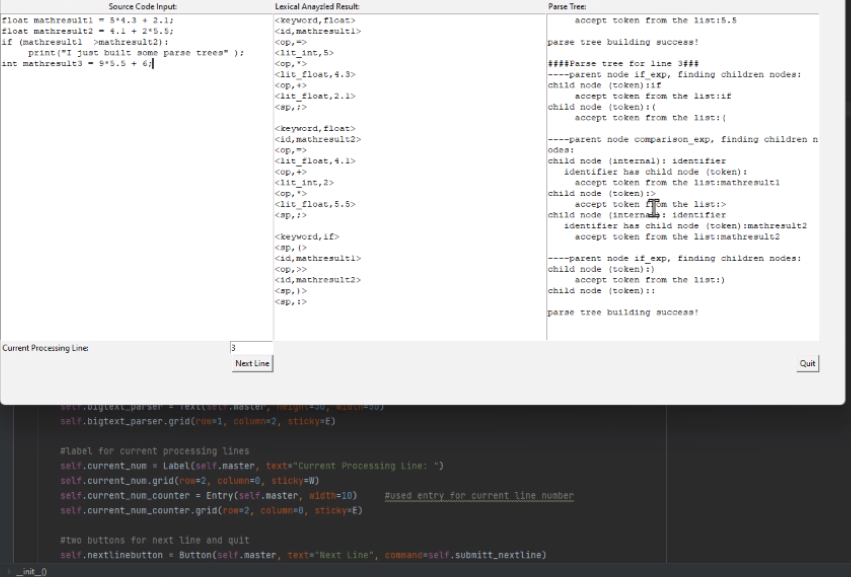 Source Code Input:
float mathresult1 = 5*4.3 + 2.1;
float mathresult2 = 4.1 + 2*5.5;
if (mathresult1 >mathresult2):
print("I just built some parse trees" );
int mathresult3 = 9*5.5 + 6;
Current Processing Line:
3
Next Line
Lexical Anayzled Result:
<keyword,float>
<id,mathresult1>
<op,=>
<lit_int,5>
<op,*>
<lit_float,4.3>
<op,+>
<lit_float,2.1>
<sp,;>
<keyword,float>
<id,mathresult2>
<op,=>
<lit_float,4.1>
<op,+>
<lit_int,2>
<op,*>
<lit_float,5.5>
<sp,;>
<keyword,if>
<sp,(>
<id,mathresult1>
<op,>>
<id,mathresult2>
<sp,)>
<sp,:>
Parse Tree:
accept token from the list:5.5
parse tree building success!
####Parse tree for line 3###
----parent node if_exp, finding children nodes:
child node (token):if
accept token from the list:if
child node (token):(
accept token from the list:(
----parent node comparison_exp, finding children n
odes:
child node (internal): identifier
identifier has child node (token):
accept token from the list:mathresult1
child node (token):>
accept token from the list:>
child node (internal): identifier
identifier has child node (token):mathresult2
accept token from the list:mathresult2
----parent node if_exp, finding children nodes:
child node (token):)
accept token from the list:)
child node (token)::
parse tree building success!
Quit
self.bigtext_parser = Text(self.master, height=30, width=50)
self.bigtext_parser.grid(row=1, column=2, sticky=E)
#label for current processing lines
self.current_num = Label(self.master, text="Current Processing Line: ")
self.current_num.grid(row=2, column=0, sticky=W)
self.current_num_counter = Entry(self.master, width=10) #used entry for current line number
self.current_num_counter.grid(row=2, column=0, sticky=E)
#two buttons for next line and quit
self.nextlinebutton = Button(self.master, text="Next Line", command=self.submitt_nextline)
__init__()